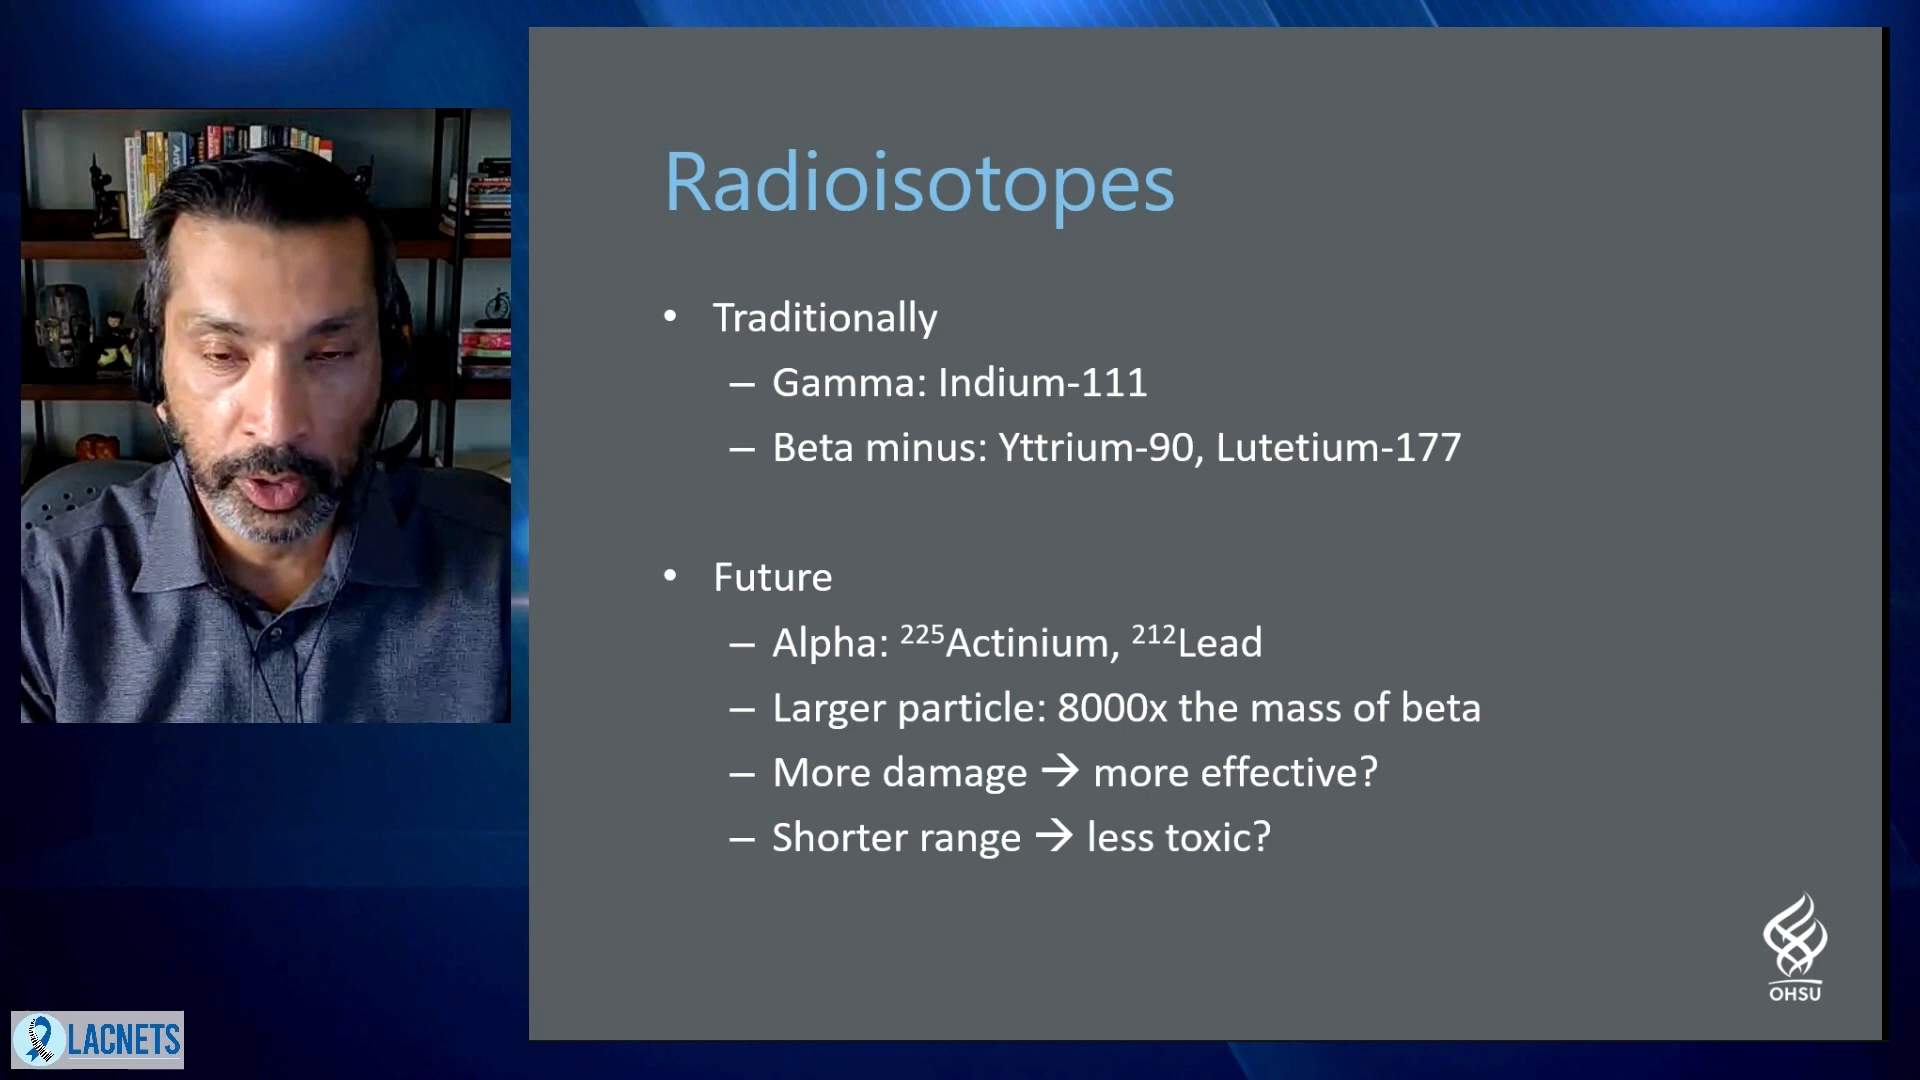 Radioisotopes
• Traditionally
– Gamma: Indium-111
– Beta minus: Yttrium-90, Lutetium-177
• Future
– Alpha: ²²⁵Actinium, ²¹²Lead
– Larger particle: 8000x the mass of beta
– More damage → more effective?
– Shorter range → less toxic?
OHSU
LACNETS